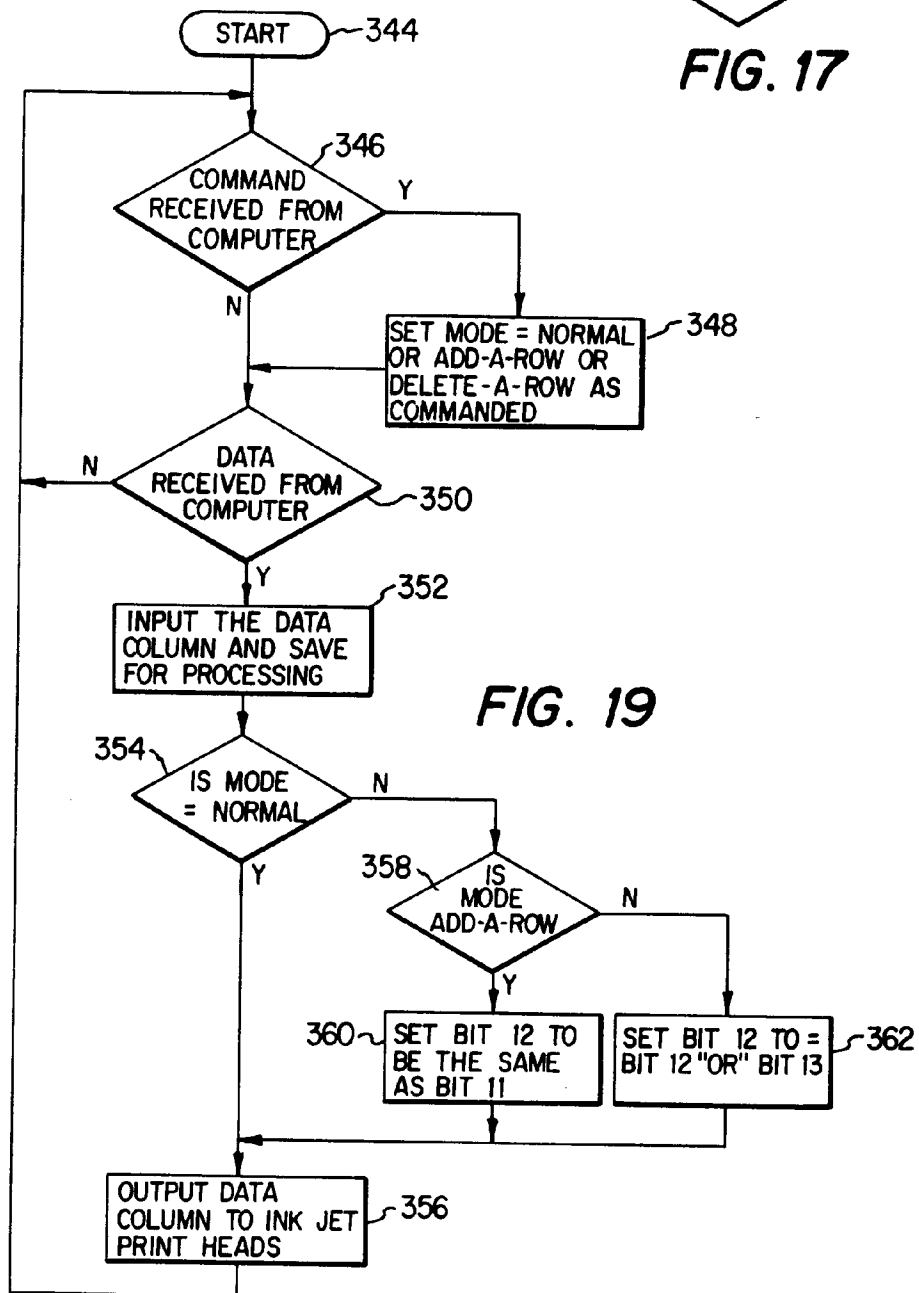 START
344
FIG. 17
346
COMMAND
RECEIVED FROM
COMPUTER
Y
N
SET MODE = NORMAL
OR ADD-A-ROW OR
DELETE-A-ROW AS
COMMANDED
348
DATA
RECEIVED FROM
COMPUTER
N
350
Y
352
INPUT THE DATA
COLUMN AND SAVE
FOR PROCESSING
FIG. 19
354
IS MODE
= NORMAL
N
Y
358
IS
MODE
ADD-A-ROW
N
Y
360
SET BIT 12 TO
BE THE SAME
AS BIT 11
SET BIT 12 TO =
BIT 12 "OR" BIT 13
362
OUTPUT DATA
COLUMN TO INK JET
PRINT HEADS
356